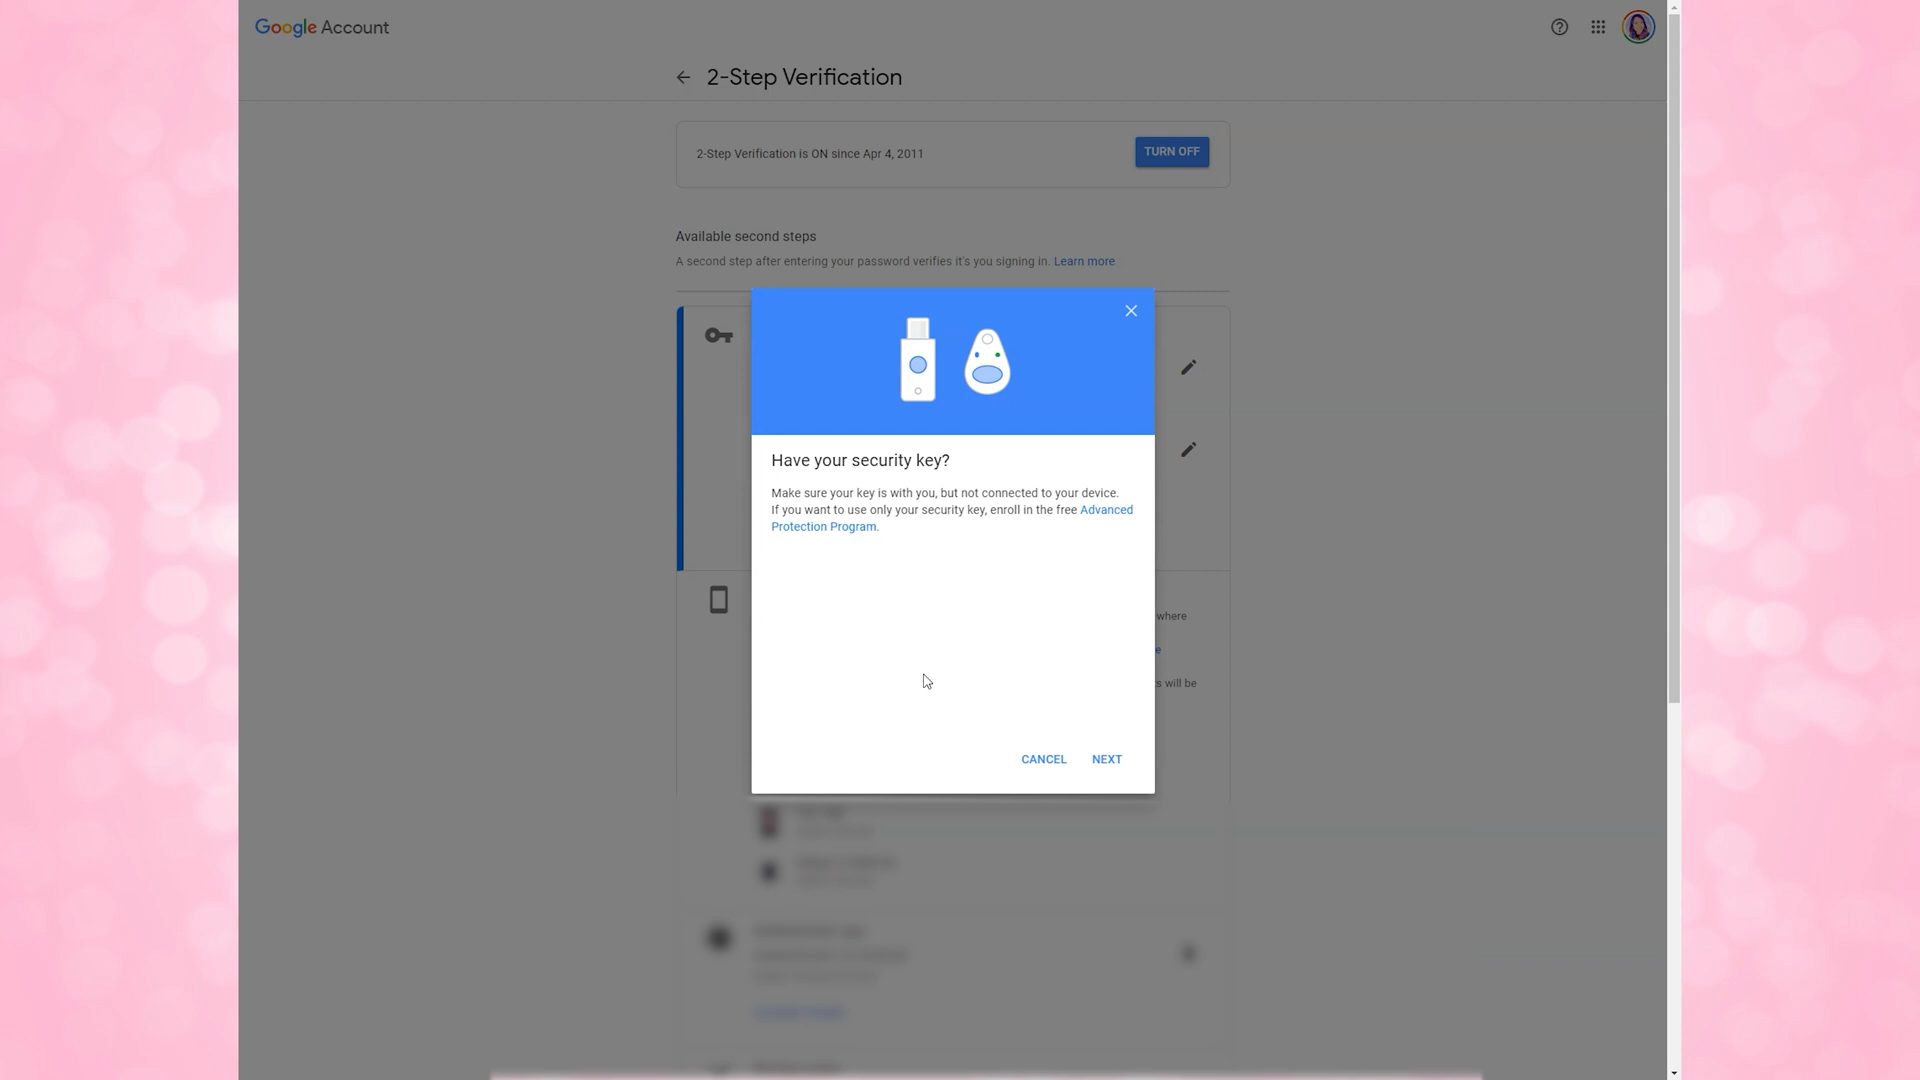 Google Account
2-Step Verification
2-Step Verification is ON since Apr 4, 2011
TURN OFF
Available second steps
A second step after entering your password verifies it's you signing in. Learn more
Have your security key?
Make sure your key is with you, but not connected to your device.
If you want to use only your security key, enroll in the free Advanced
Protection Program.
where
e
s will be
CANCEL NEXT